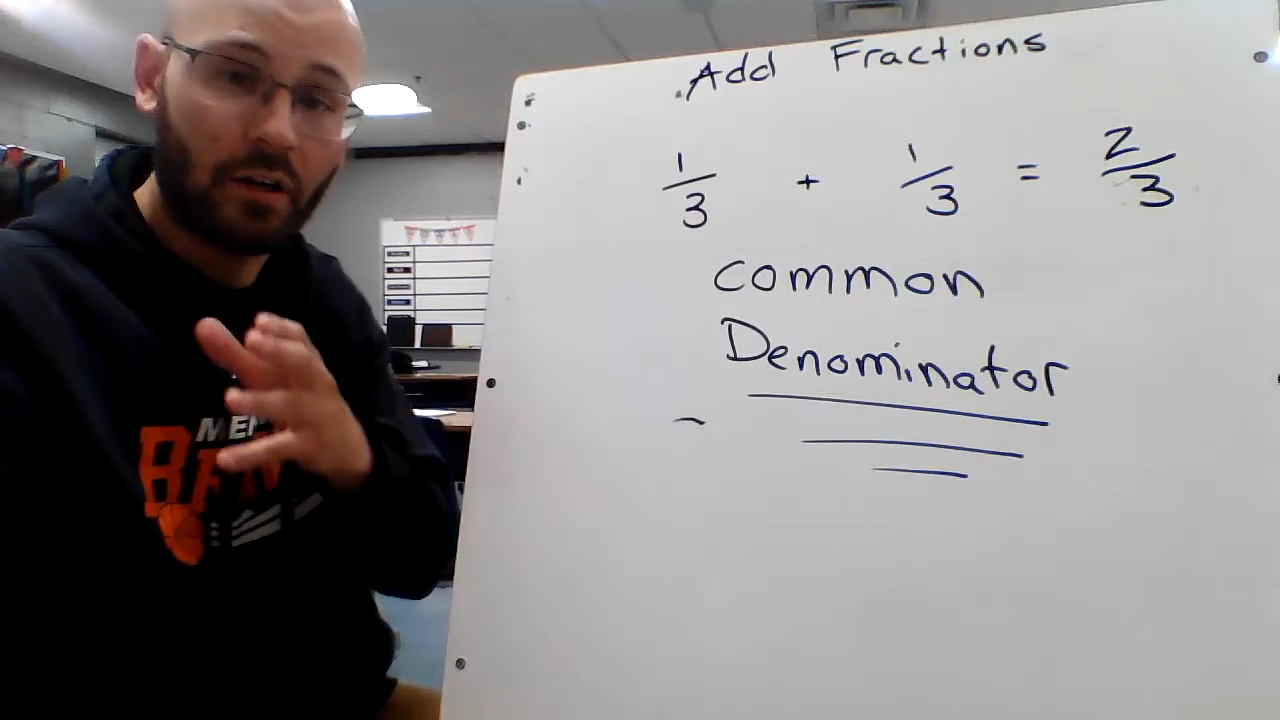 Add Fractions
1/3 + 1/3 = 2/3
common
Denominator